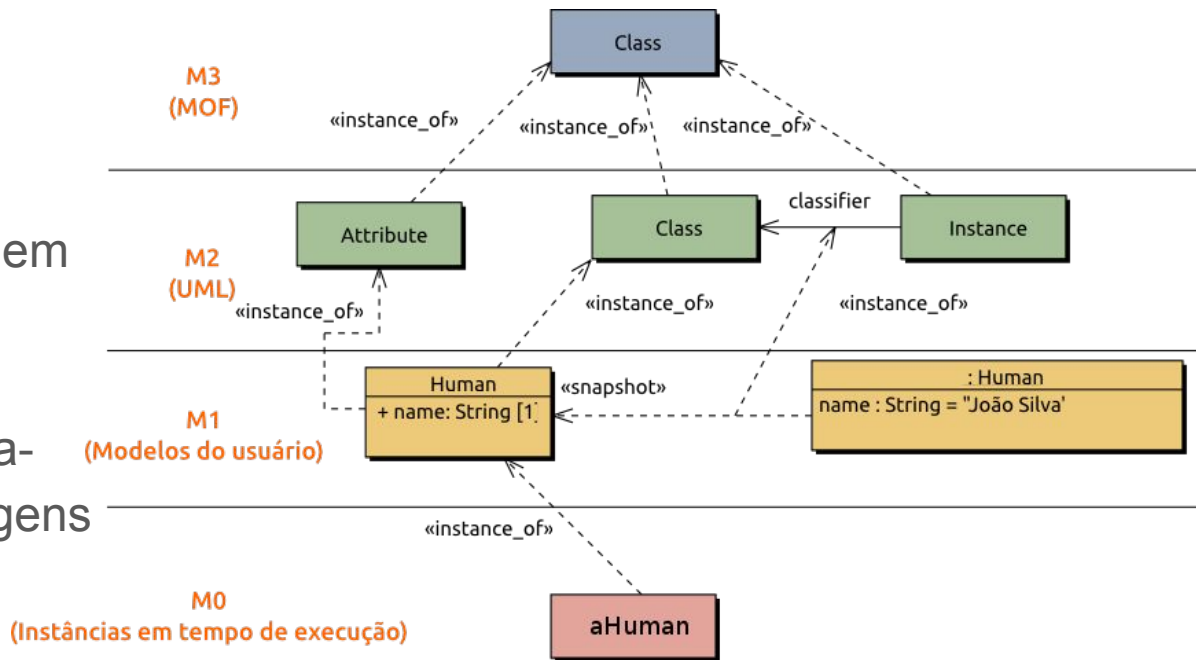 Class
M3
(MOF)
«instance_of»
«instance_of»
«instance_of»
em
M2
(UML)
Attribute
Class
classifier
Instance
«instance_of»
«instance_of»
«instance_of»
a-
gens
M1
(Modelos do usuário)
Human
+ name: String [1]
«snapshot»
: Human
name : String = "João Silva'
«instance_of»
M0
(Instâncias em tempo de execução)
aHuman